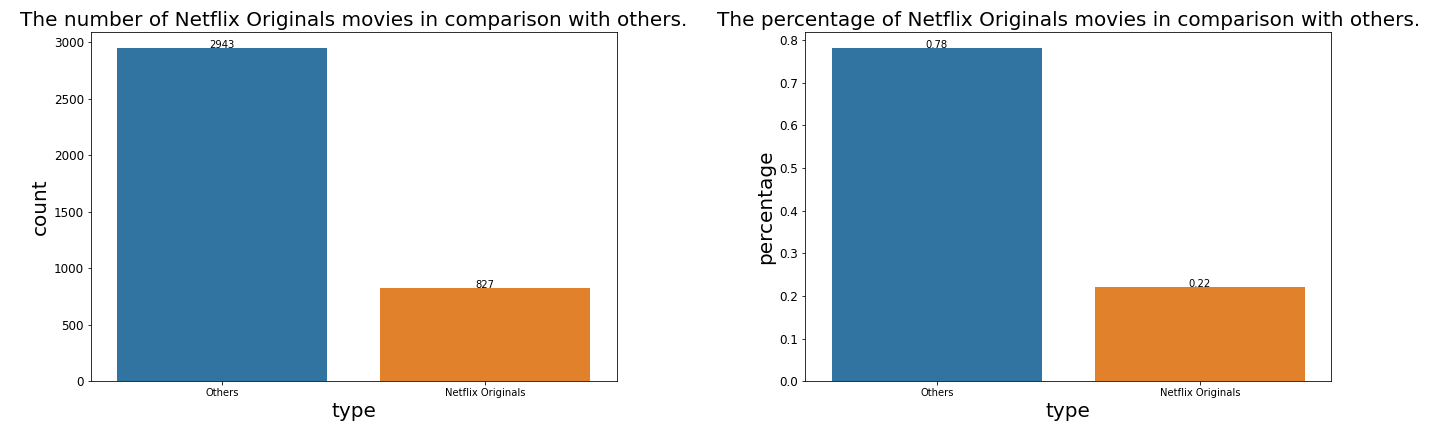 The number of Netflix Originals movies in comparison with others.
3000
2500
2000
1500
1000
500
0
count
2943
827
Others
Netflix Originals
type
The percentage of Netflix Originals movies in comparison with others.
0.8
0.7
0.6
0.5
0.4
0.3
0.2
0.1
0.0
percentage
0.78
0.22
Others
Netflix Originals
type